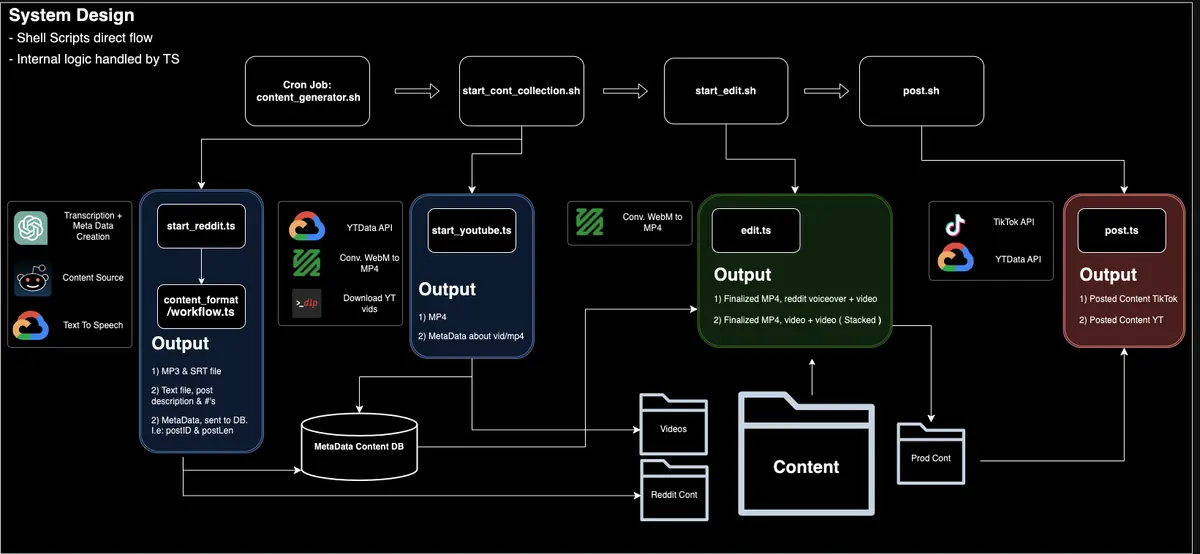 System Design
- Shell Scripts direct flow
- Internal logic handled by TS
Cron Job:
content_generator.sh
start_cont_collection.sh
start_edit.sh
post.sh
Transcription +
Meta Data
Creation
Content Source
Text To Speech
start_reddit.ts
content_format
/workflow.ts
Output
1) MP3 & SRT file
2) Text file, post
description & #'s
2) MetaData, sent to DB.
I.e: postID & postLen
YTData API
Conv. WebM to
MP4
>_dlp
Download YT
vids
start_youtube.ts
Output
1) MP4
2) MetaData about vid/mp4
Conv. WebM to
MP4
edit.ts
Output
1) Finalized MP4, reddit voiceover + video
2) Finalized MP4, video + video ( Stacked )
TikTok API
YTData API
post.ts
Output
1) Posted Content TikTok
2) Posted Content YT
MetaData Content DB
Videos
Reddit Cont
Content
Prod Cont